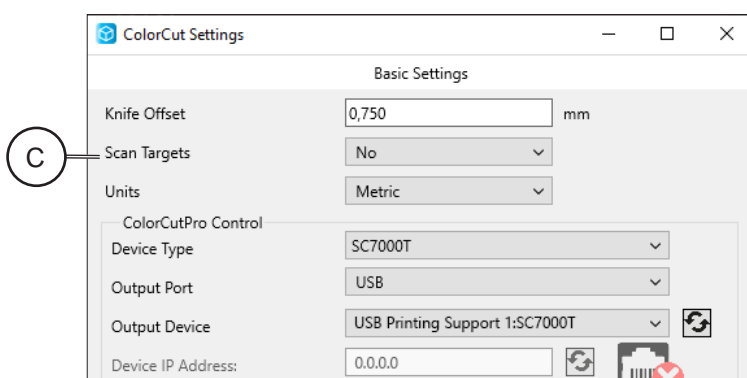 ColorCut Settings
Basic Settings
Knife Offset 0,750 mm
C Scan Targets No
Units Metric
ColorCutPro Control
Device Type SC7000T
Output Port USB
Output Device USB Printing Support 1:SC7000T
Device IP Address: 0.0.0.0